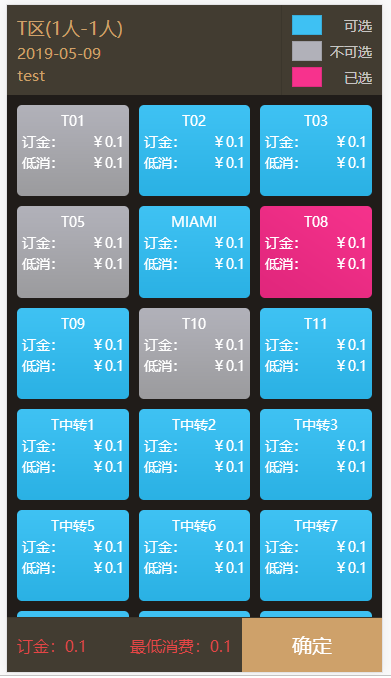 T区(1人-1人)
2019-05-09
test
可选
不可选
已选
T01
订金： ￥0.1
低消： ￥0.1
T02
订金： ￥0.1
低消： ￥0.1
T03
订金： ￥0.1
低消： ￥0.1
T05
订金： ￥0.1
低消： ￥0.1
MIAMI
订金： ￥0.1
低消： ￥0.1
T08
订金： ￥0.1
低消： ￥0.1
T09
订金： ￥0.1
低消： ￥0.1
T10
订金： ￥0.1
低消： ￥0.1
T11
订金： ￥0.1
低消： ￥0.1
T中转1
订金： ￥0.1
低消： ￥0.1
T中转2
订金： ￥0.1
低消： ￥0.1
T中转3
订金： ￥0.1
低消： ￥0.1
T中转5
订金： ￥0.1
低消： ￥0.1
T中转6
订金： ￥0.1
低消： ￥0.1
T中转7
订金： ￥0.1
低消： ￥0.1
订金：0.1 最低消费：0.1 确定